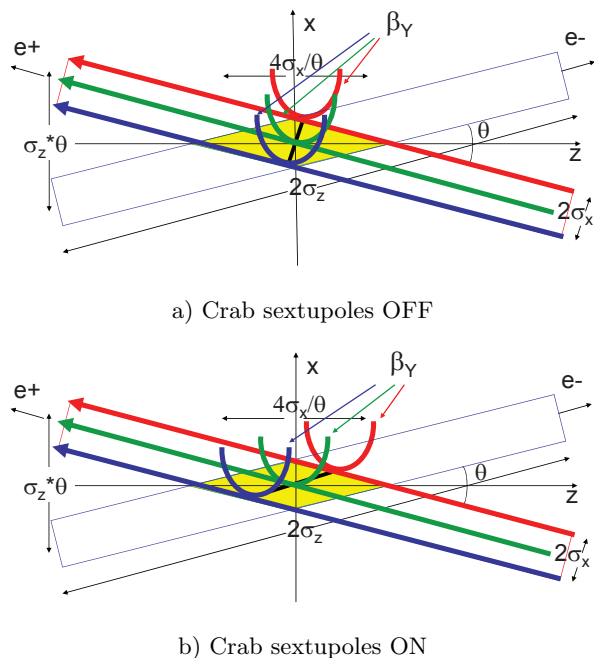 x
β_Y
e+
4σ_x/θ
e-
θ
σ_z*θ
z
2σ_z
2σ_x
a) Crab sextupoles OFF
x
β_Y
e+
4σ_x/θ
e-
θ
σ_z*θ
z
2σ_z
2σ_x
b) Crab sextupoles ON